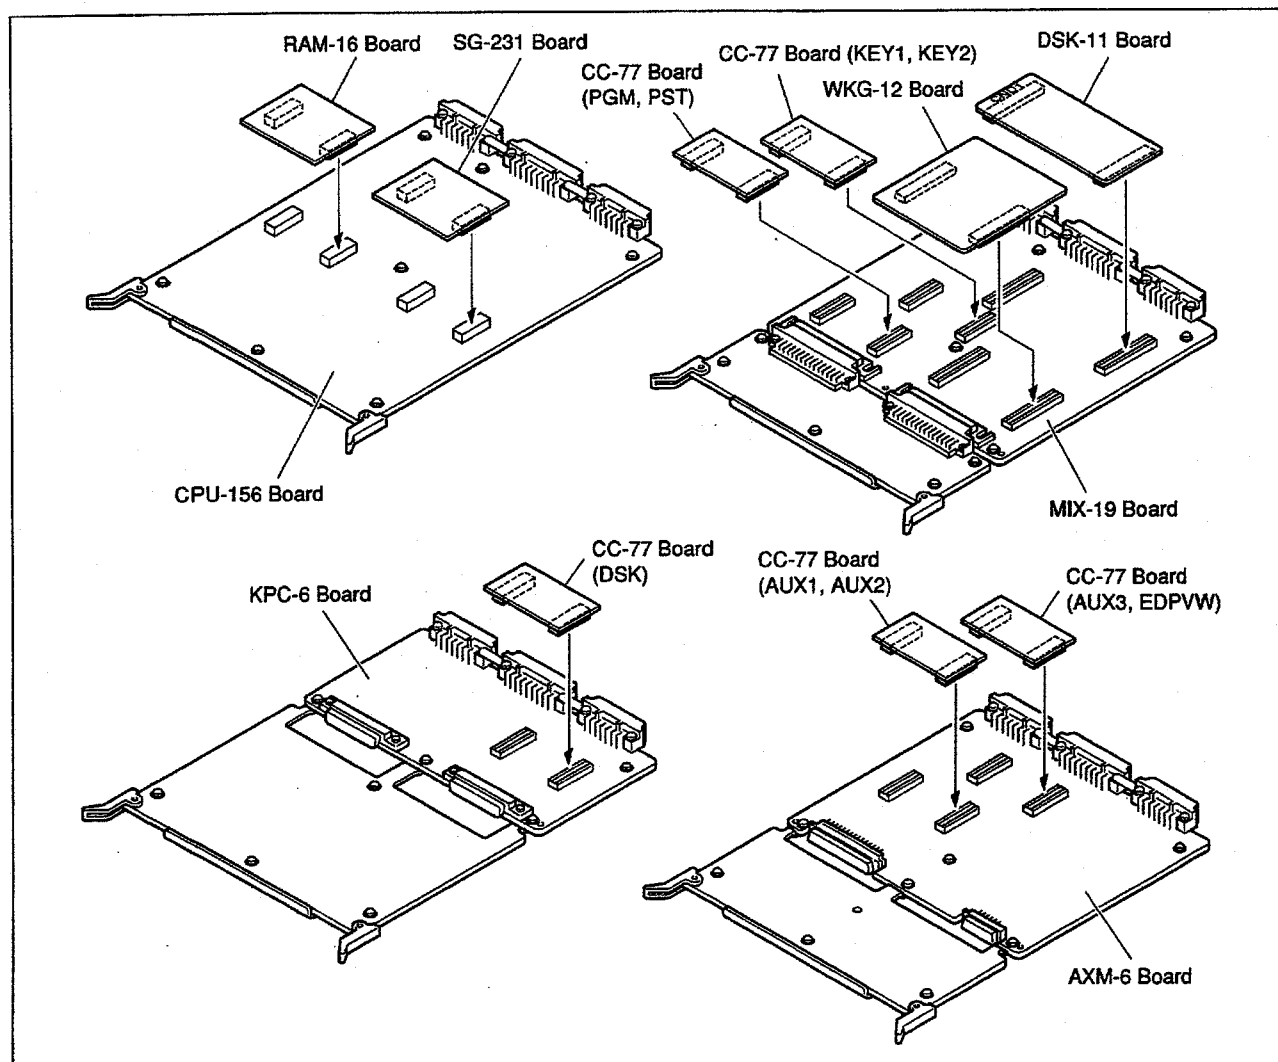 RAM-16 Board
SG-231 Board
CC-77 Board
(PGM, PST)
CC-77 Board (KEY1, KEY2)
WKG-12 Board
DSK-11 Board
CPU-156 Board
MIX-19 Board
KPC-6 Board
CC-77 Board
(DSK)
CC-77 Board
(AUX1, AUX2)
CC-77 Board
(AUX3, EDPVW)
AXM-6 Board